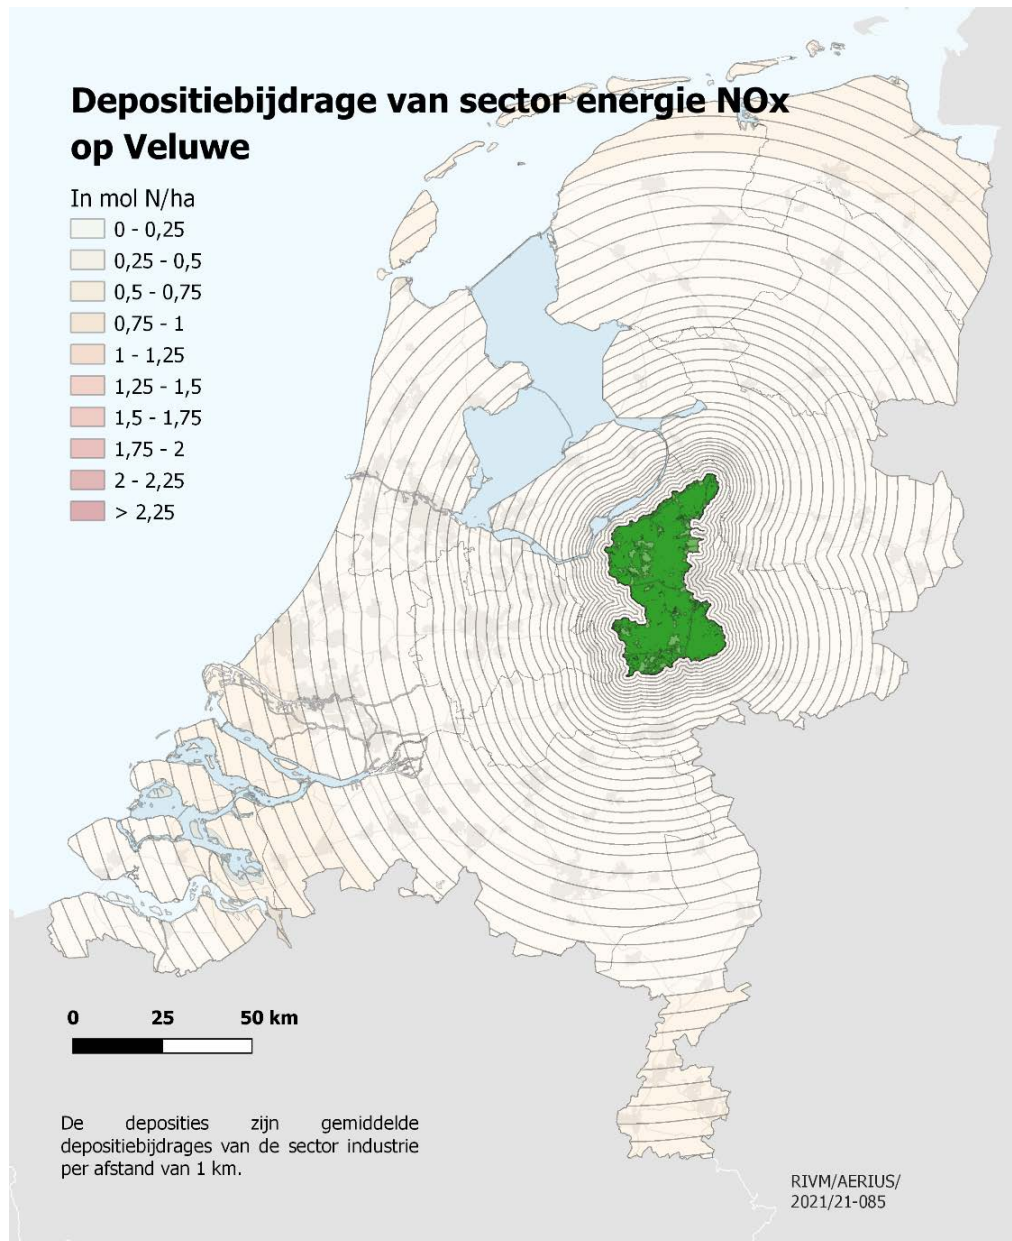 Depositiebijdrage van sector energie NOx
op Veluwe
In mol N/ha
0 - 0,25
0,25 - 0,5
0,5 - 0,75
0,75 - 1
1 - 1,25
1,25 - 1,5
1,5 - 1,75
1,75 - 2
2 - 2,25
> 2,25
0 25 50 km
De deposities zijn gemiddelde
depositiebijdrages van de sector industrie
per afstand van 1 km.
RIVM/AERIUS/
2021/21-085